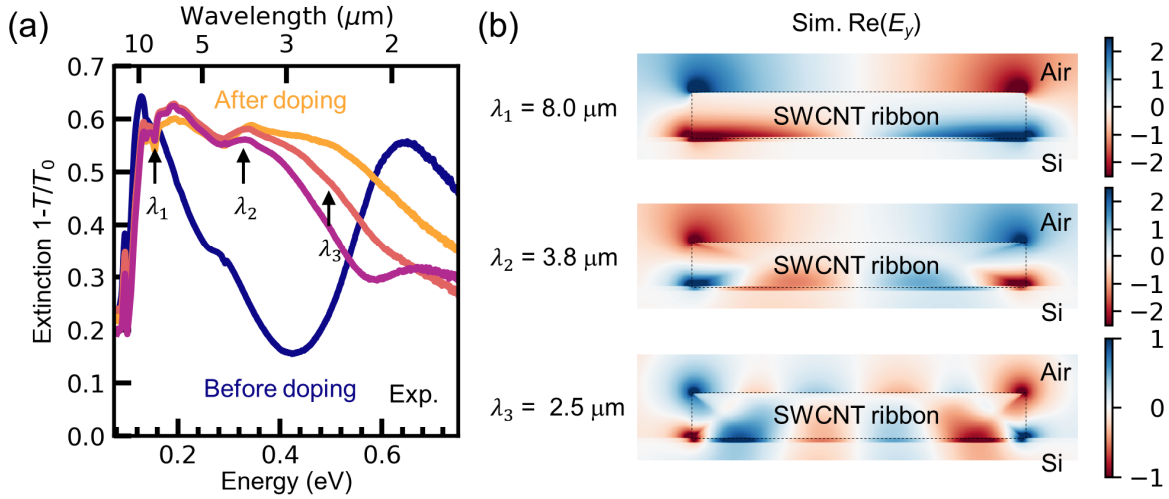 (a)
Wavelength (μm)
10 5 3 2
0.7
0.6
0.5
0.4
0.3
0.2
0.1
0.0
Extinction 1-T/T0
After doping
λ1
λ2
λ3
Before doping
Exp.
0.2 0.4 0.6
Energy (eV)
(b)
Sim. Re(Ey)
λ1 = 8.0 μm
Air
SWCNT ribbon
Si
2
1
0
−1
−2
λ2 = 3.8 μm
Air
SWCNT ribbon
Si
2
1
0
−1
−2
λ3 = 2.5 μm
Air
SWCNT ribbon
Si
1
0
−1